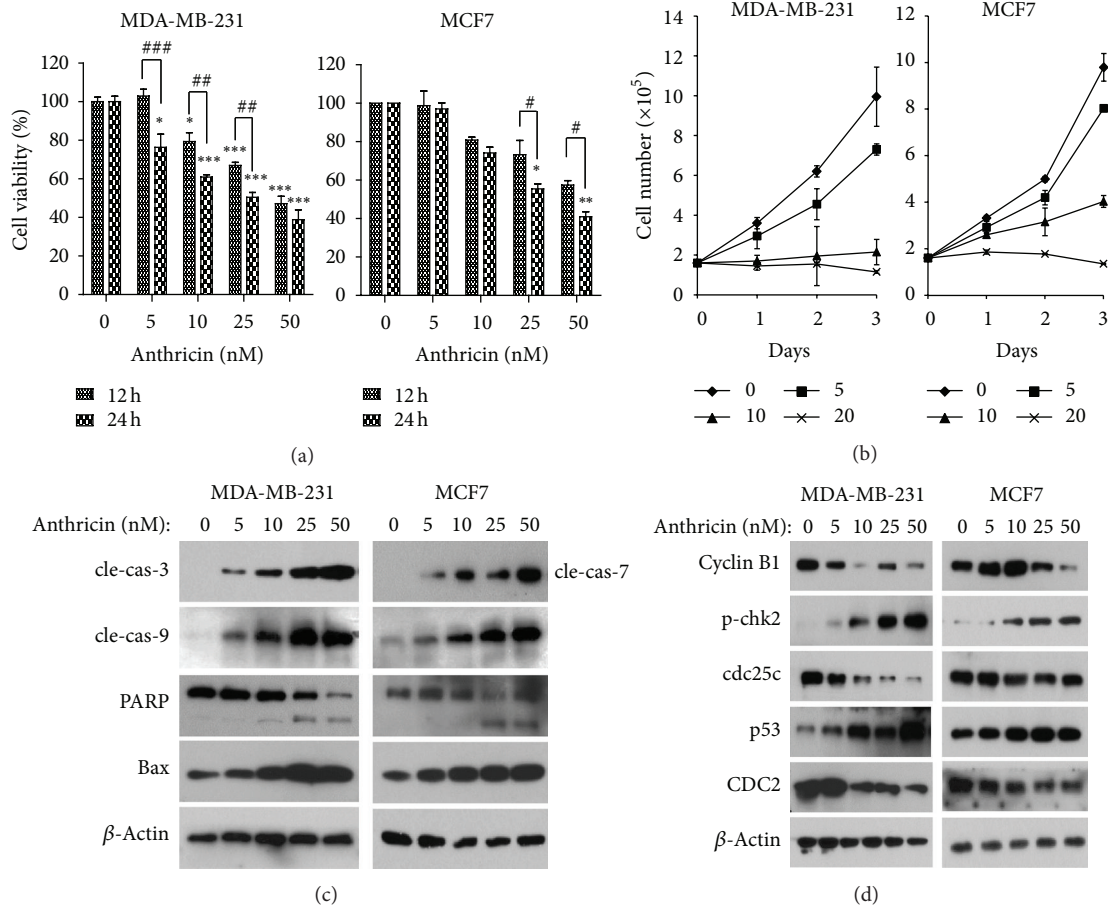 MDA-MB-231
MCF7
###
##
##
*
*
***
***
***
***
***
#
#
*
**
Cell viability (%)
120
100
80
60
40
20
0
120
100
80
60
40
20
0
0 5 10 25 50
0 5 10 25 50
Anthricin (nM)
Anthricin (nM)
12 h
24 h
12 h
24 h
(a)
MDA-MB-231
MCF7
Cell number (×10⁵)
14
12
10
8
6
4
2
0
12
10
8
6
4
2
0
0 1 2 3
0 1 2 3
Days
Days
0 5
10 20
0 5
10 20
(b)
MDA-MB-231
MCF7
Anthricin (nM): 0 5 10 25 50 0 5 10 25 50
cle-cas-3
cle-cas-7
cle-cas-9
PARP
Bax
β-Actin
(c)
MDA-MB-231
MCF7
Anthricin (nM): 0 5 10 25 50 0 5 10 25 50
Cyclin B1
p-chk2
cdc25c
p53
CDC2
β-Actin
(d)